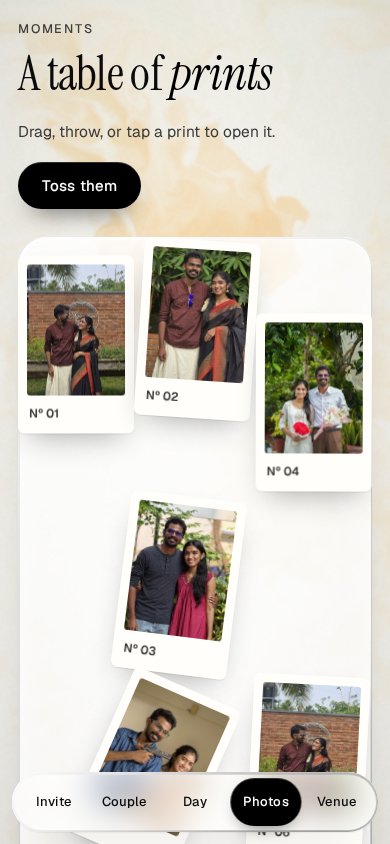 MOMENTS
A table of prints
Drag, throw, or tap a print to open it.
Toss them
Nº 01
Nº 02
Nº 04
Nº 03
Invite
Couple
Day
Photos
Venue